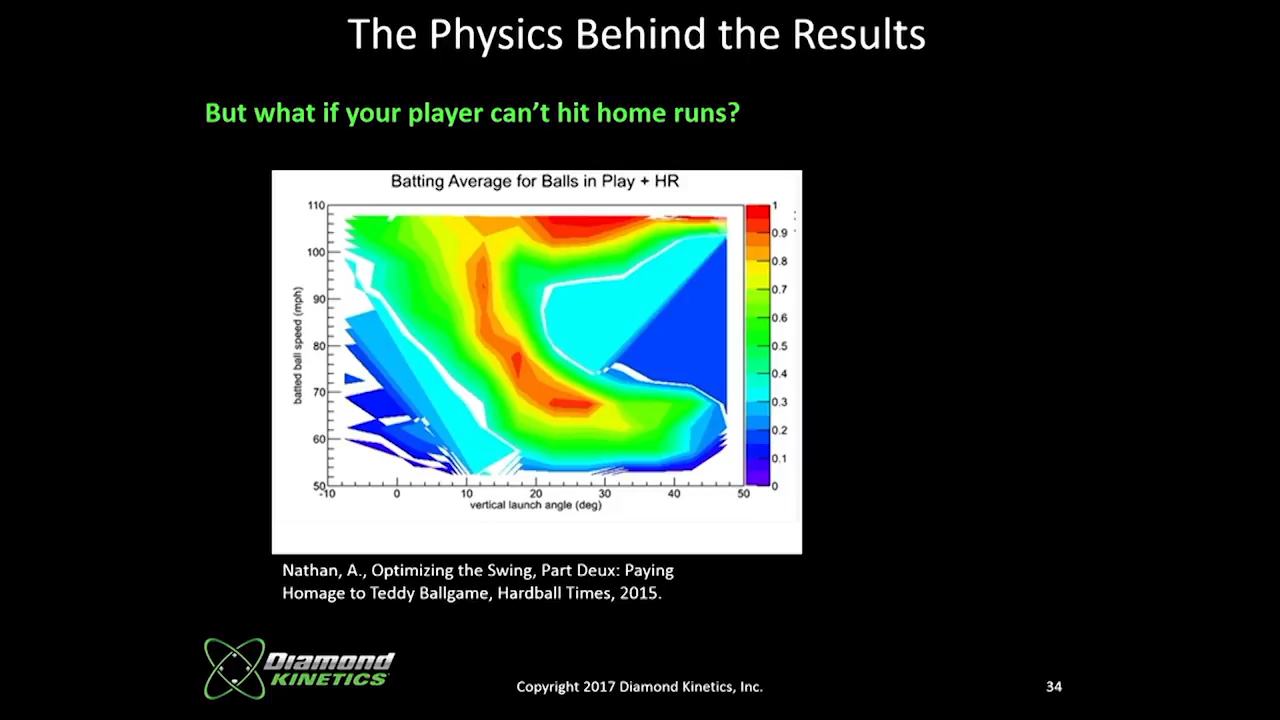 The Physics Behind the Results
But what if your player can't hit home runs?
Batting Average for Balls in Play + HR
batted ball speed (mph)
110
100
90
80
70
60
50
-10
0
10
20
30
40
50
vertical launch angle (deg)
1
0.9
0.8
0.7
0.6
0.5
0.4
0.3
0.2
0.1
0
Nathan, A., Optimizing the Swing, Part Deux: Paying
Homage to Teddy Ballgame, Hardball Times, 2015.
Diamond
KINETICS
Copyright 2017 Diamond Kinetics, Inc.
34